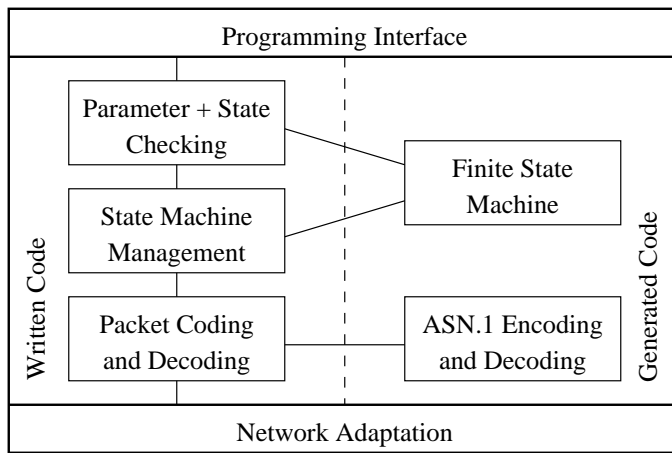 Programming Interface
Parameter + State
Checking
Finite State
Machine
State Machine
Management
Written Code
Generated Code
Packet Coding
and Decoding
ASN.1 Encoding
and Decoding
Network Adaptation